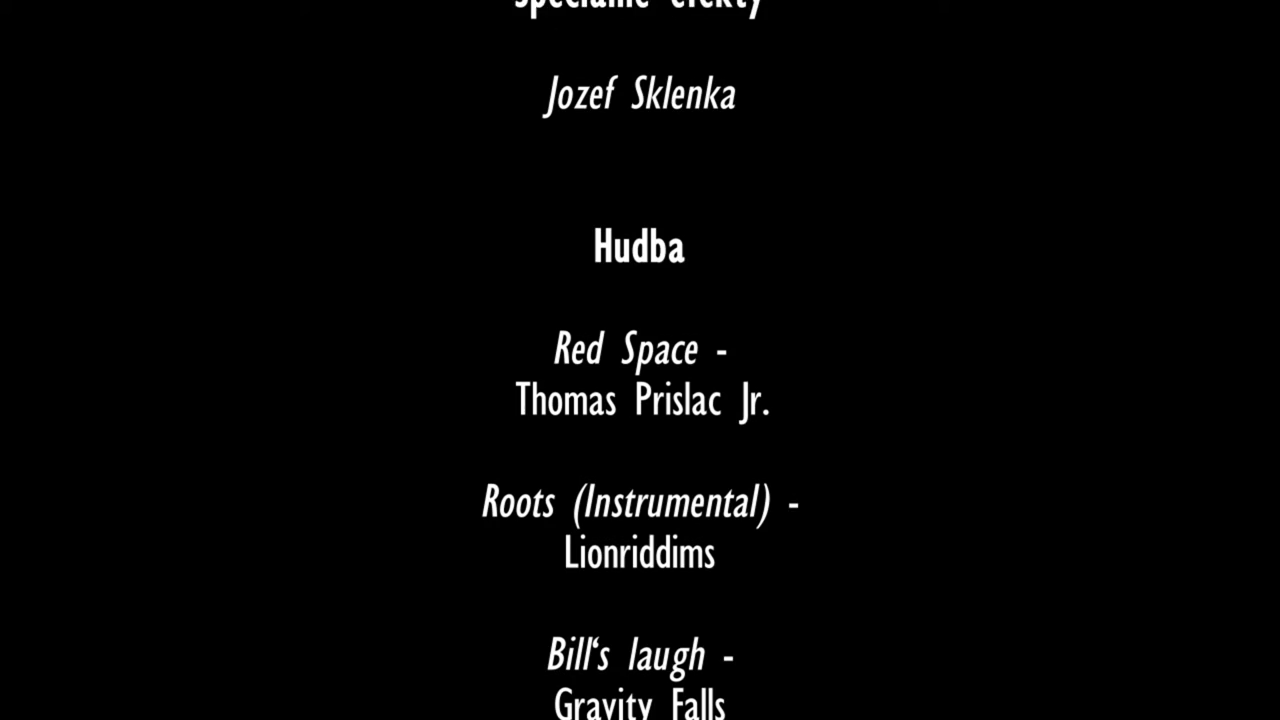 Jozef Sklenka
Hudba
Red Space -
Thomas Prislac Jr.
Roots (Instrumental) -
Lionriddims
Bill‘s laugh -
Gravity Falls